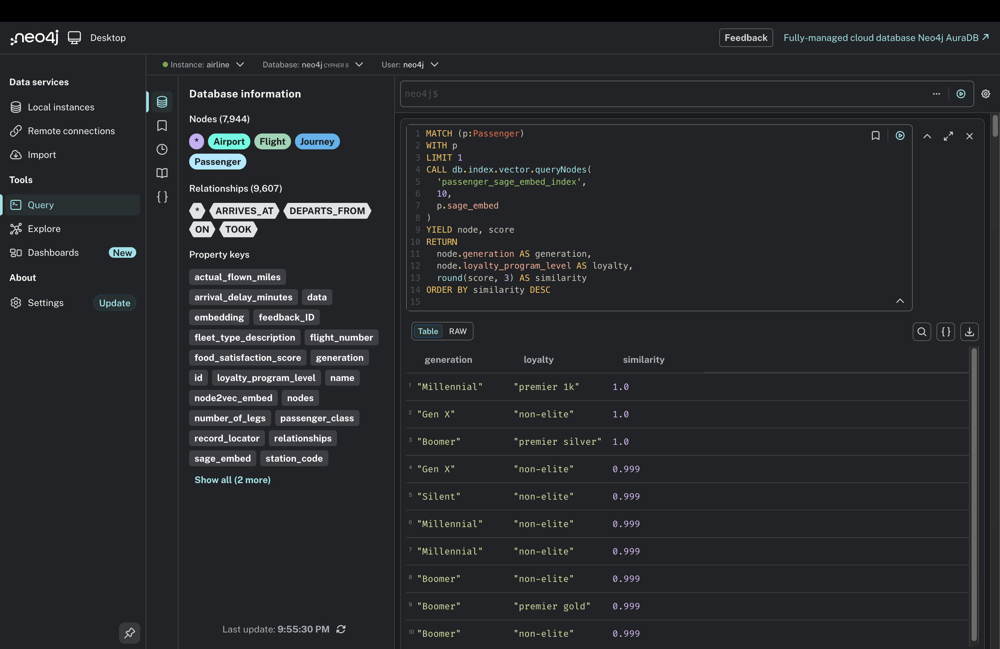 neo4j Desktop
Feedback
Fully-managed cloud database Neo4j AuraDB
Instance: airline
Database: neo4j CYPHER 5
User: neo4j
Data services
Local instances
Remote connections
Import
Tools
Query
Explore
Dashboards New
About
Settings Update
Database information
Nodes (7,944)
* Airport Flight Journey
Passenger
Relationships (9,607)
* ARRIVES_AT DEPARTS_FROM
ON TOOK
Property keys
actual_flown_miles
arrival_delay_minutes data
embedding feedback_ID
fleet_type_description flight_number
food_satisfaction_score generation
id loyalty_program_level name
node2vec_embed nodes
number_of_legs passenger_class
record_locator relationships
sage_embed station_code
Show all (2 more)
Last update: 9:55:30 PM
neo4j$
1 MATCH (p:Passenger)
2 WITH p
3 LIMIT 1
4 CALL db.index.vector.queryNodes(
5 'passenger_sage_embed_index',
6 10,
7 p.sage_embed
8 )
9 YIELD node, score
10 RETURN
11 node.generation AS generation,
12 node.loyalty_program_level AS loyalty,
13 round(score, 3) AS similarity
14 ORDER BY similarity DESC
15
Table RAW
generation loyalty similarity
1 "Millennial" "premier 1k" 1.0
2 "Gen X" "non-elite" 1.0
3 "Boomer" "premier silver" 1.0
4 "Gen X" "non-elite" 0.999
5 "Silent" "non-elite" 0.999
6 "Millennial" "non-elite" 0.999
7 "Millennial" "non-elite" 0.999
8 "Boomer" "non-elite" 0.999
9 "Boomer" "premier gold" 0.999
10 "Boomer" "non-elite" 0.999